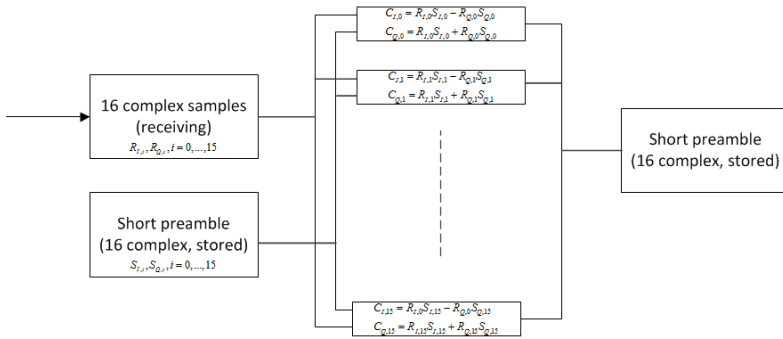 C_{I,0} = R_{I,0}S_{I,0} − R_{Q,0}S_{Q,0}
C_{Q,0} = R_{I,0}S_{I,0} + R_{Q,0}S_{Q,0}
C_{I,1} = R_{I,1}S_{I,1} − R_{Q,1}S_{Q,1}
C_{Q,1} = R_{I,1}S_{I,1} + R_{Q,1}S_{Q,1}
16 complex samples
(receiving)
R_{I,i}, R_{Q,i}, i = 0,...,15
Short preamble
(16 complex, stored)
S_{I,i}, S_{Q,i}, i = 0,...,15
C_{I,15} = R_{I,0}S_{I,15} − R_{Q,0}S_{Q,15}
C_{Q,15} = R_{I,15}S_{I,15} + R_{Q,15}S_{Q,15}
Short preamble
(16 complex, stored)